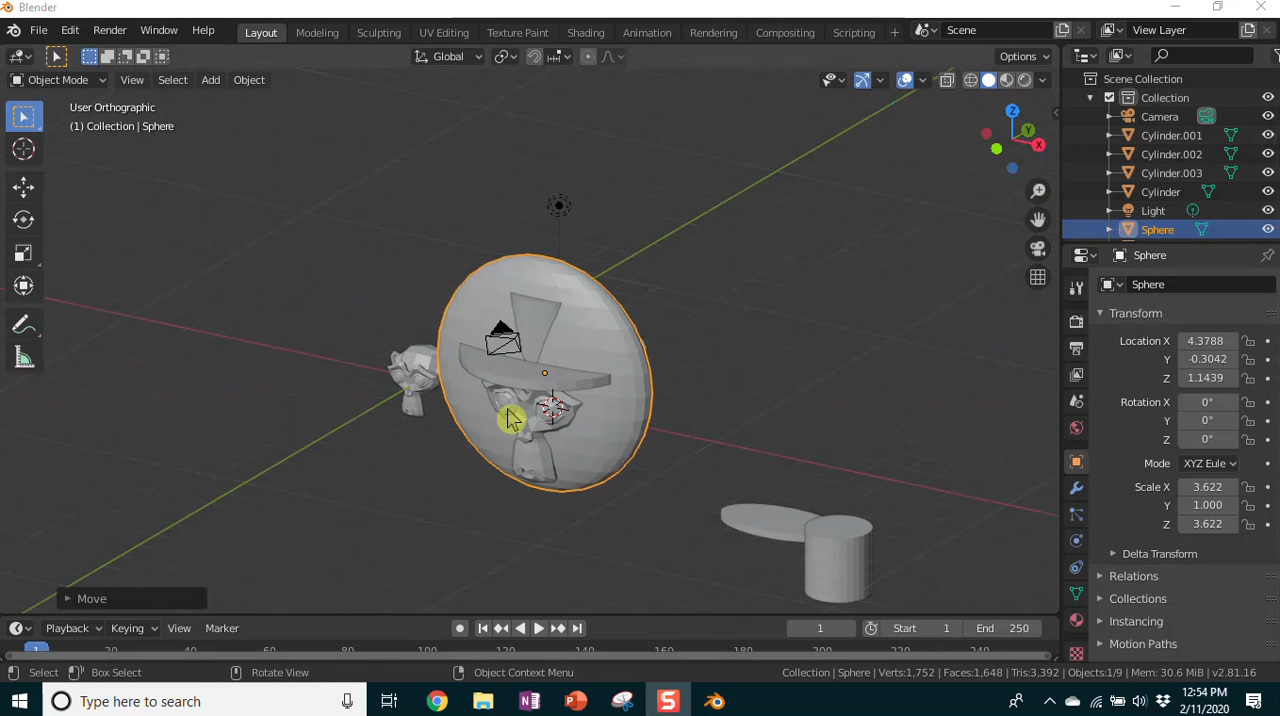 Blender
File Edit Render Window Help
Layout Modeling Sculpting UV Editing Texture Paint Shading Animation Rendering Compositing Scripting +
Scene
View Layer
Global
Options
Object Mode View Select Add Object
User Orthographic
(1) Collection | Sphere
Z
Y
X
Scene Collection
Collection
Camera
Cylinder.001
Cylinder.002
Cylinder.003
Cylinder
Light
Sphere
Sphere
Sphere
Transform
Location X 4.3788
Y -0.3042
Z 1.1439
Rotation X 0°
Y 0°
Z 0°
Mode XYZ Eule
Scale X 3.622
Y 1.000
Z 3.622
Delta Transform
Relations
Collections
Instancing
Motion Paths
Move
Playback Keying View Marker
1
Start 1
End 250
1 20 40 60 80 100 120 140 160 180 200 220 240
Select Box Select Rotate View Object Context Menu
Collection | Sphere | Verts:1,752 | Faces:1,648 | Tris:3,392 | Objects:1/9 | Mem: 30.6 MiB | v2.81.16
Type here to search
12:54 PM
2/11/2020